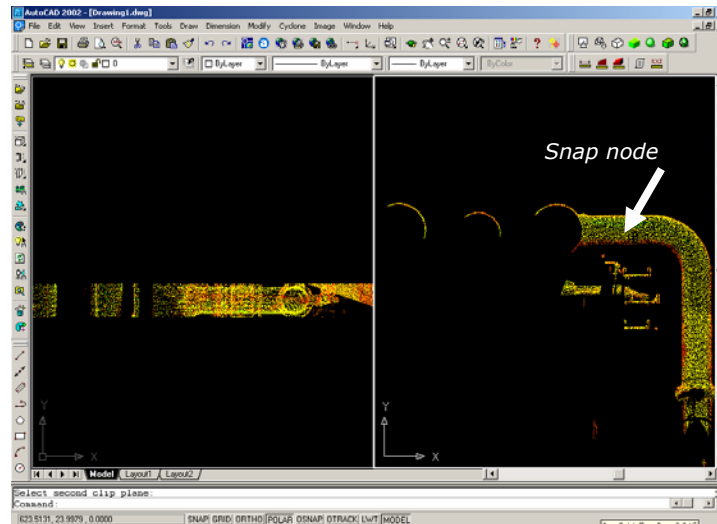 AutoCAD 2002 - [Drawing1.dwg]
File Edit View Insert Format Tools Draw Dimension Modify Cyclone Image Window Help
0 ByLayer ByLayer ByLayer ByColor
Snap node
Y Y
X X
Model Layout1 Layout2
Select second clip plane:
Command:
623.5131, 23.9979 , 0.0000 SNAP GRID ORTHO POLAR OSNAP OTRACK LWT MODEL